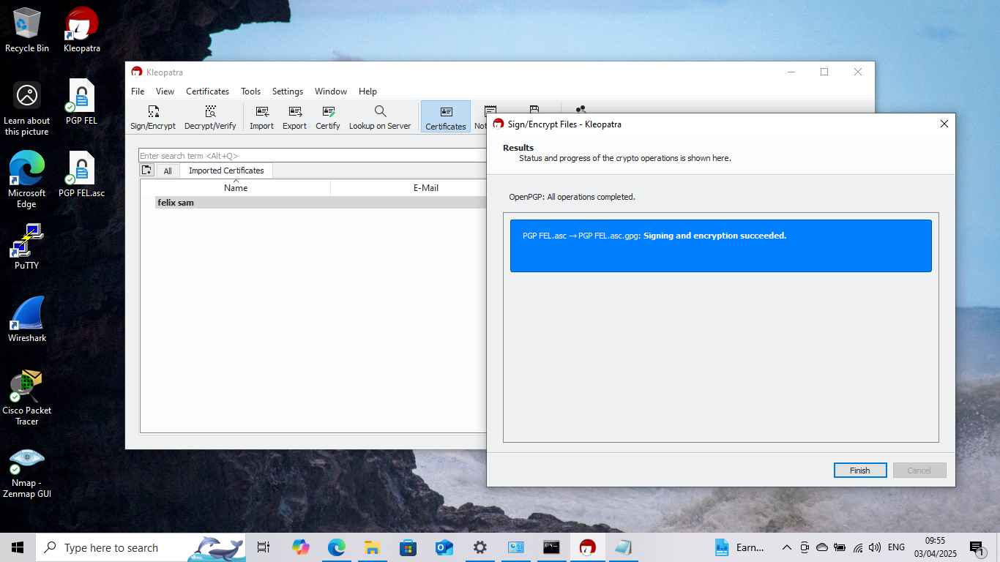 Recycle Bin
Kleopatra
Learn about
this picture
PGP FEL
Microsoft
Edge
PGP FEL.asc
PuTTY
Wireshark
Cisco Packet
Tracer
Nmap -
Zenmap GUI
Kleopatra
File View Certificates Tools Settings Window Help
Sign/Encrypt Decrypt/Verify Import Export Certify Lookup on Server Certificates
Enter search term <Alt+Q>
All Imported Certificates
Name E-Mail
felix sam
Sign/Encrypt Files - Kleopatra
Results
Status and progress of the crypto operations is shown here.
OpenPGP: All operations completed.
PGP FEL.asc → PGP FEL.asc.gpg: Signing and encryption succeeded.
Finish Cancel
Type here to search
Earn...
ENG
09:55
03/04/2025
1